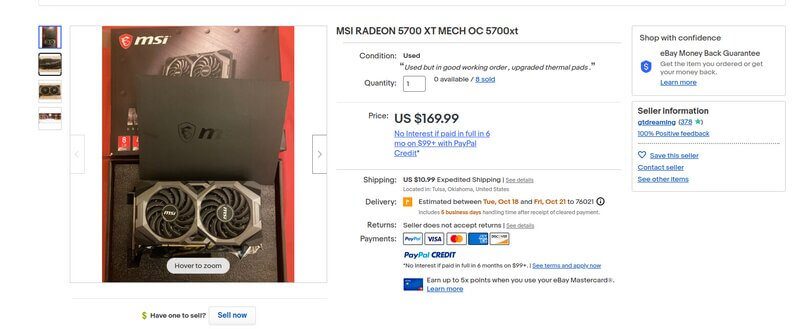 MSI RADEON 5700 XT MECH OC 5700xt
Condition: Used
"Used but in good working order , upgraded thermal pads ."
Quantity: 1 0 available / 8 sold
Price: US $169.99
No Interest if paid in full in 6
mo on $99+ with PayPal
Credit*
Shipping: US $10.99 Expedited Shipping | See details
Located in: Tulsa, Oklahoma, United States
Delivery: Estimated between Tue, Oct 18 and Fri, Oct 21 to 76021
Includes 5 business days handling time after receipt of cleared payment.
Returns: Seller does not accept returns | See details
Payments: PayPal VISA
PayPal CREDIT
*No Interest if paid in full in 6 months on $99+. | See terms and apply now
Earn up to 5x points when you use your eBay Mastercard®.
Learn more
Shop with confidence
eBay Money Back Guarantee
Get the item you ordered or get
your money back.
Learn more
Seller information
gtdreaming (378 )
100% Positive feedback
Save this seller
Contact seller
See other items
msi
m
msi
msi
Hover to zoom
$ Have one to sell? Sell now